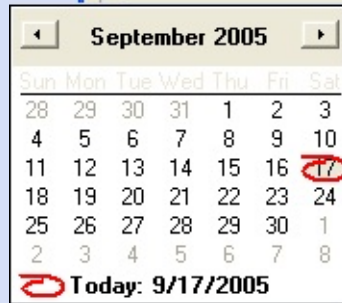 September 2005
Sun Mon Tue Wed Thu Fri Sat
28 29 30 31 1 2 3
4 5 6 7 8 9 10
11 12 13 14 15 16 17
18 19 20 21 22 23 24
25 26 27 28 29 30 1
2 3 4 5 6 7 8
Today: 9/17/2005